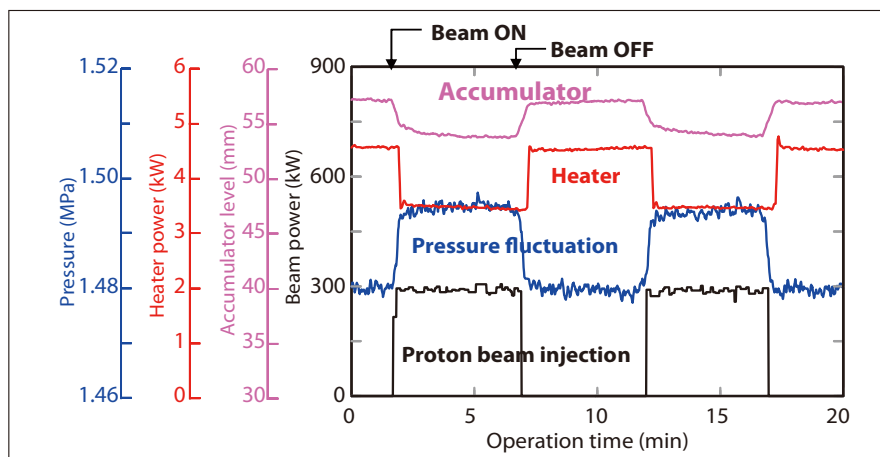 Beam ON
Beam OFF
1.52
6
60
900
Accumulator
5
55
1.50
4
50
600
Heater
3
45
Pressure fluctuation
1.48
2
40
300
1
35
Proton beam injection
1.46
0
30
0
Pressure (MPa)
Heater power (kW)
Accumulator level (mm)
Beam power (kW)
0
5
10
15
20
Operation time (min)